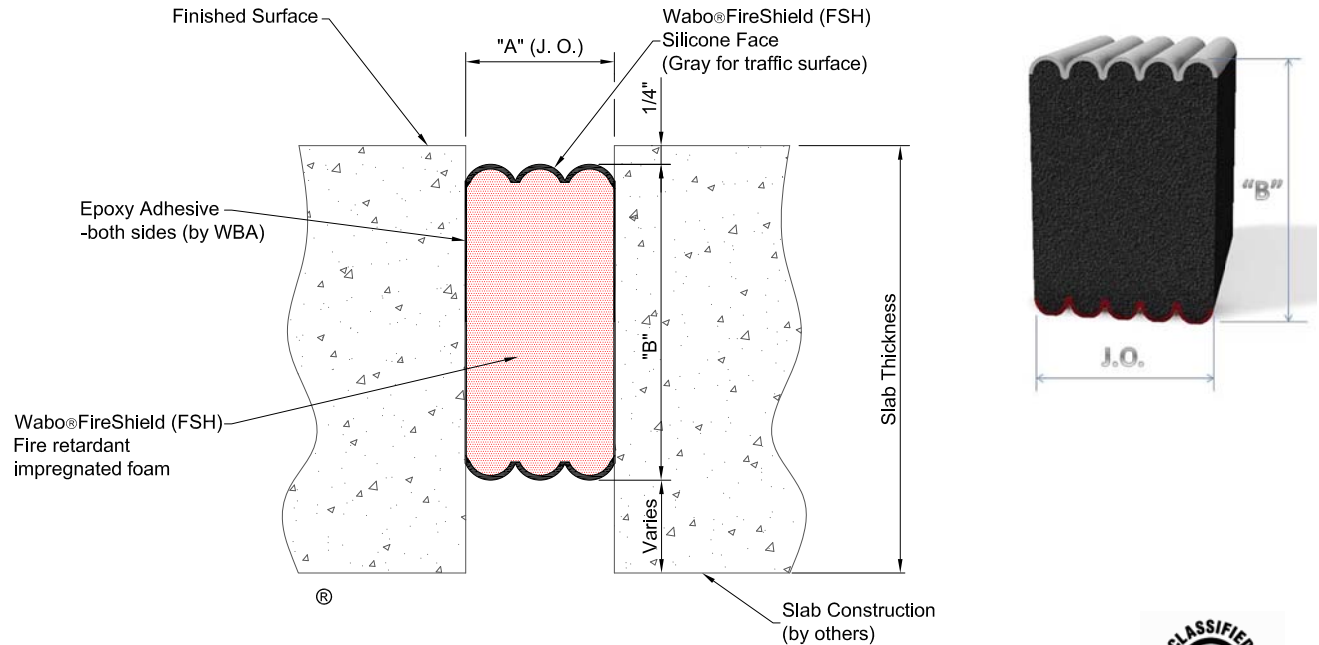 Finished Surface
"A" (J. O.)
Wabo®FireShield (FSH)
Silicone Face
(Gray for traffic surface)
1/4"
Epoxy Adhesive
-both sides (by WBA)
"B"
Slab Thickness
Wabo®FireShield (FSH)
Fire retardant
impregnated foam
Varies
®
Slab Construction
(by others)
"B"
J.O.
CLASSIFIED